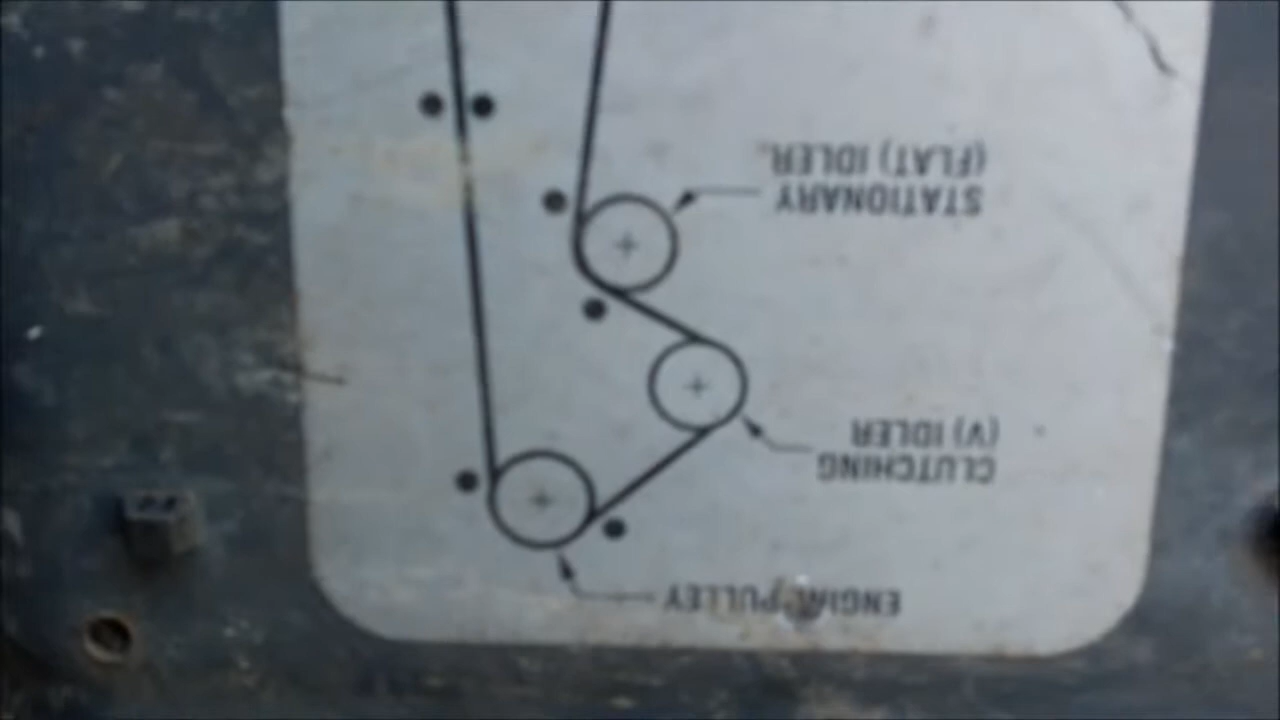 ENGINE PULLEY
CLUTCHING
(V) IDLER
STATIONARY
(FLAT) IDLER